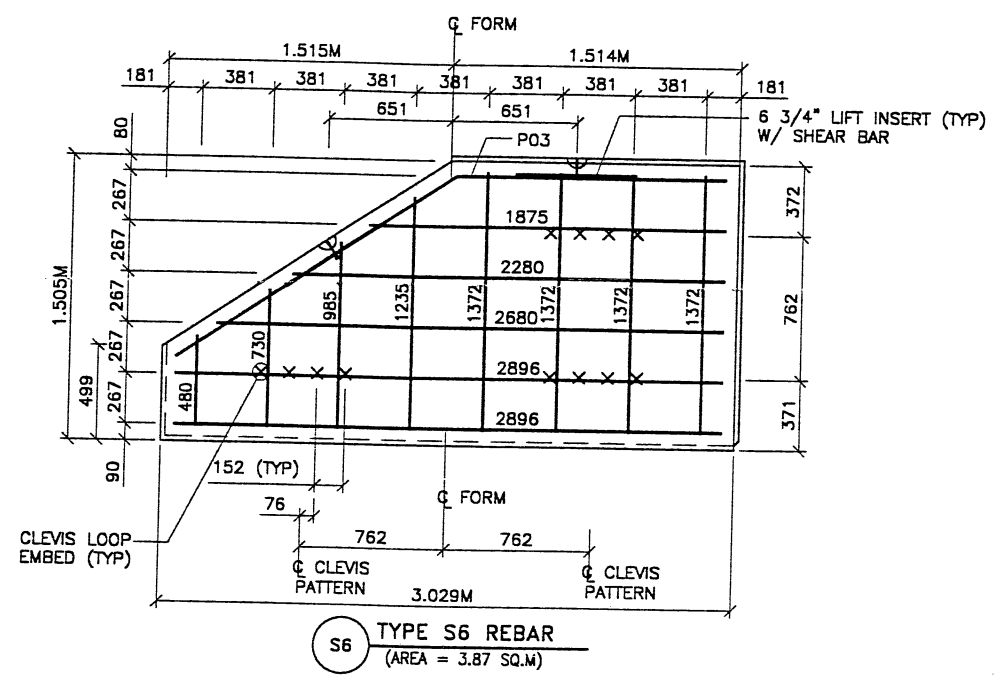 ℄ FORM
1.515M 1.514M
181 381 381 381 381 381 381 381 181
651 651
6 3/4" LIFT INSERT (TYP)
W/ SHEAR BAR
P03
80
267
267
267
267
267
90
1.505M
499
372
762
371
1875
2280
2680
2896
2896
480
730
985
1235
1372
1372
1372
1372
152 (TYP)
76
℄ FORM
CLEVIS LOOP
EMBED (TYP)
762 762
℄ CLEVIS
PATTERN
℄ CLEVIS
PATTERN
3.029M
S6
TYPE S6 REBAR
(AREA = 3.87 SQ.M)